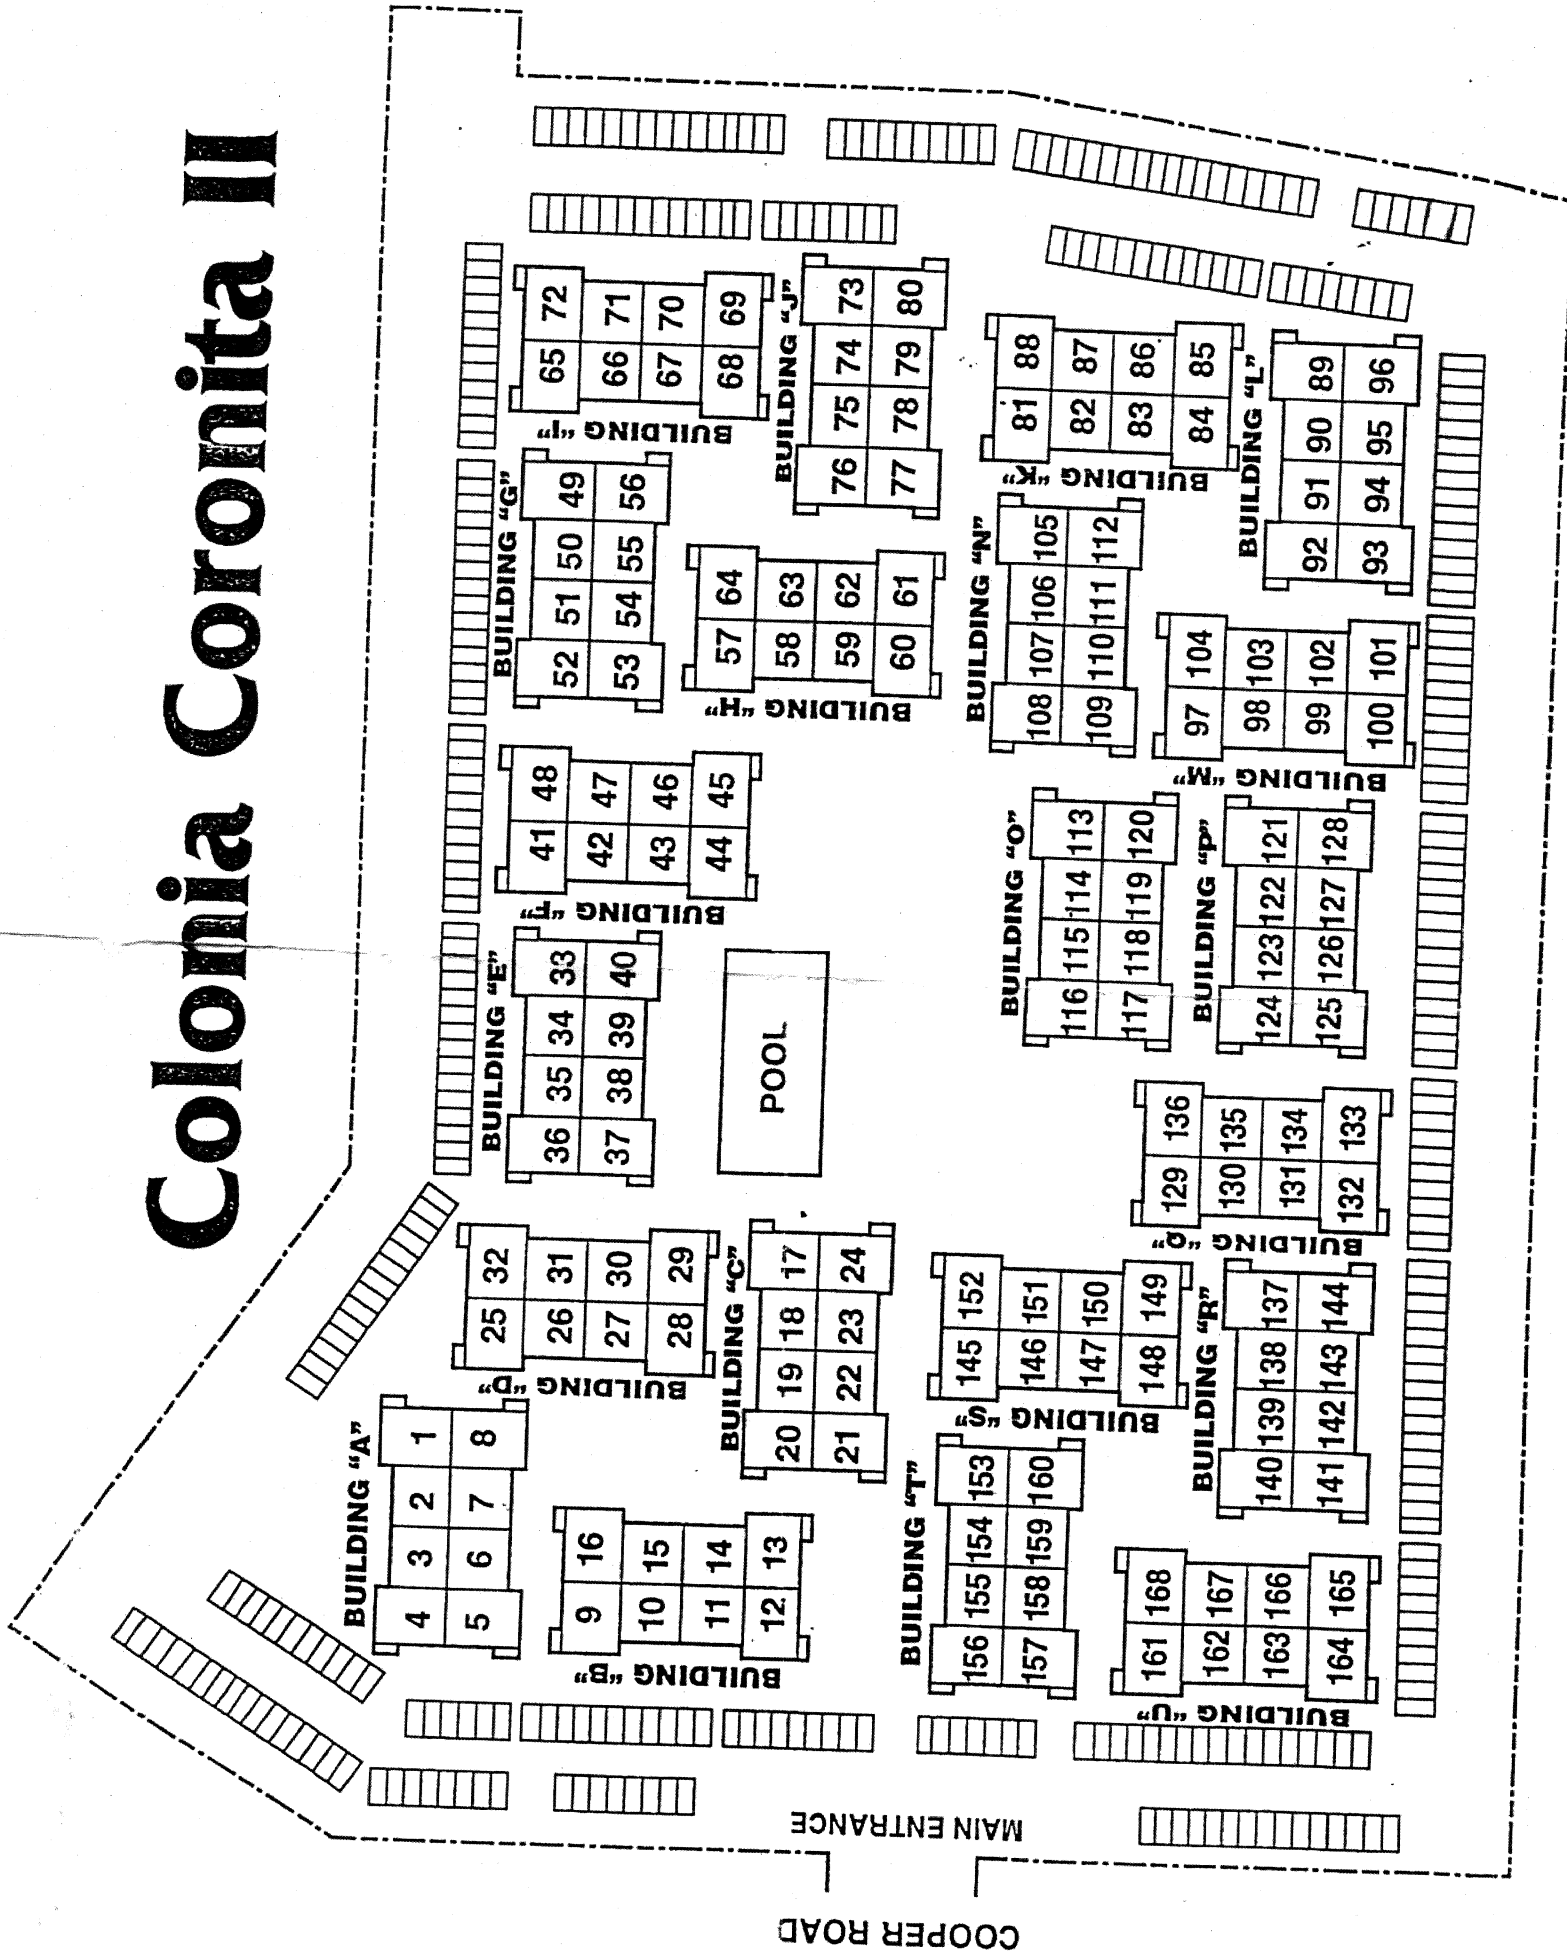 Colonia Coronita II
BUILDING "A"
4 3 2 1
5 6 7 8
BUILDING "B"
9 16
10 15
11 14
12 13
BUILDING "C"
20 19 18 17
21 22 23 24
BUILDING "D"
25 32
26 31
27 30
28 29
BUILDING "E"
36 35 34 33
37 38 39 40
BUILDING "F"
41 48
42 47
43 46
44 45
BUILDING "G"
52 51 50 49
53 54 55 56
BUILDING "H"
57 64
58 63
59 62
60 61
BUILDING "I"
65 72
66 71
67 70
68 69
BUILDING "J"
76 75 74 73
77 78 79 80
BUILDING "K"
81 88
82 87
83 86
84 85
BUILDING "L"
92 91 90 89
93 94 95 96
BUILDING "M"
97 104
98 103
99 102
100 101
BUILDING "N"
108 107 106 105
109 110 111 112
BUILDING "O"
116 115 114 113
117 118 119 120
BUILDING "P"
124 123 122 121
125 126 127 128
BUILDING "Q"
129 136
130 135
131 134
132 133
BUILDING "R"
140 139 138 137
141 142 143 144
BUILDING "S"
145 152
146 151
147 150
148 149
BUILDING "T"
156 155 154 153
157 158 159 160
BUILDING "U"
161 168
162 167
163 166
164 165
POOL
MAIN ENTRANCE
COOPER ROAD